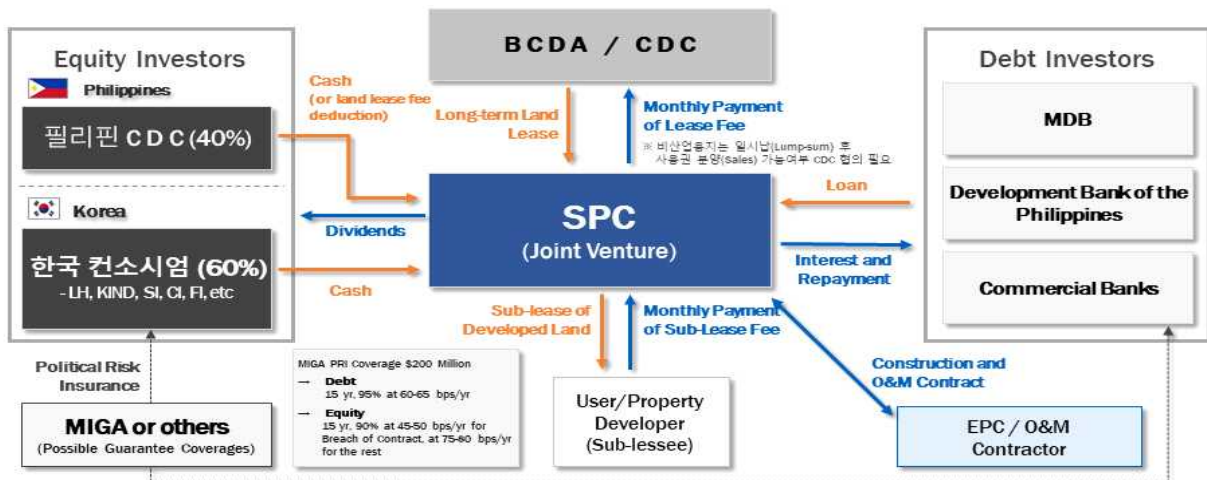 BCDA / CDC
Equity Investors
Philippines
필리핀 C D C (40%)
Korea
한국 컨소시엄 (60%)
- LH, KIND, SI, CI, FI, etc
Cash
(or land lease fee
deduction)
Long-term Land
Lease
Monthly Payment
of Lease Fee
※ 비산업용지는 일시납(Lump-sum) 후
사용권 분양(Sales) 가능여부 CDC 협의 필요
Dividends
Cash
SPC
(Joint Venture)
Loan
Interest and
Repayment
Debt Investors
MDB
Development Bank of the
Philippines
Commercial Banks
Sub-lease of
Developed Land
Monthly Payment
of Sub-Lease Fee
Construction and
O&M Contract
Political Risk
Insurance
MIGA or others
(Possible Guarantee Coverages)
MIGA PRI Coverage $200 Million
→ Debt
15 yr, 95% at 60-65 bps/yr
→ Equity
15 yr, 90% at 45-50 bps/yr for
Breach of Contract, at 75-80 bps/yr
for the rest
User/Property
Developer
(Sub-lessee)
EPC / O&M
Contractor